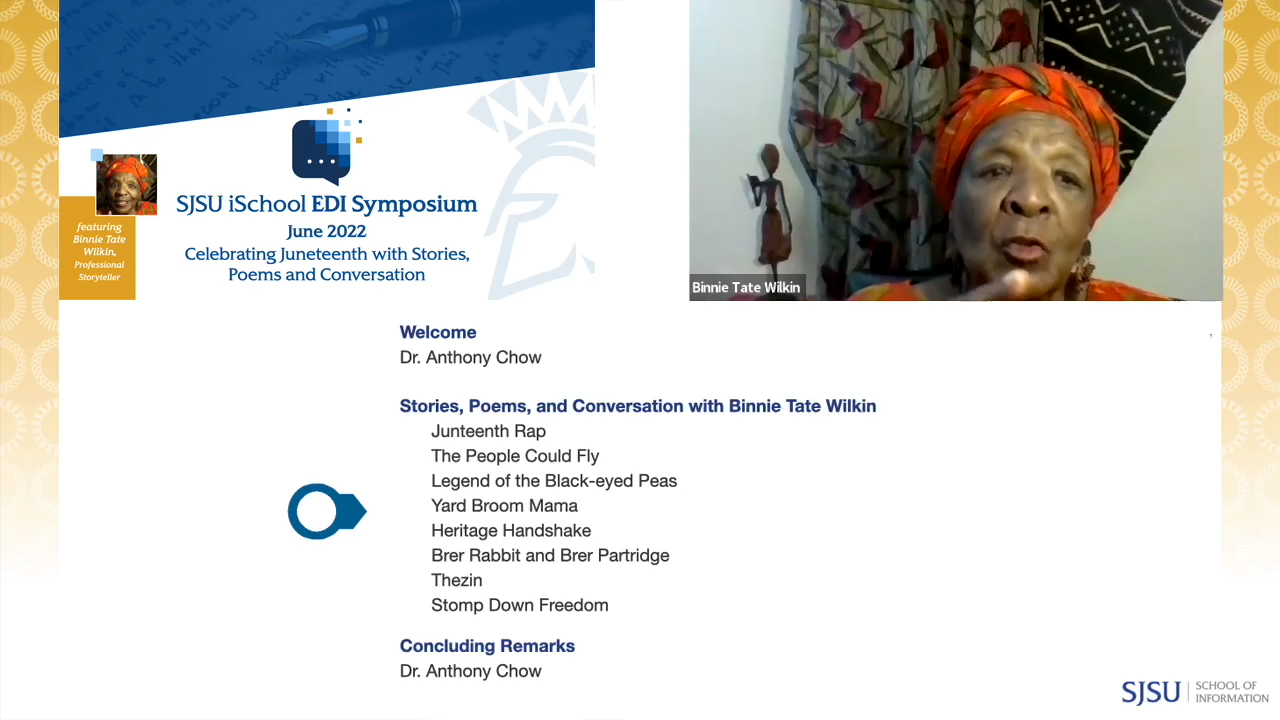 SJSU iSchool EDI Symposium
June 2022
Celebrating Juneteenth with Stories,
Poems and Conversation
featuring
Binnie Tate
Wilkin,
Professional
Storyteller
Binnie Tate Wilkin
Welcome
Dr. Anthony Chow
Stories, Poems, and Conversation with Binnie Tate Wilkin
Junteenth Rap
The People Could Fly
Legend of the Black-eyed Peas
Yard Broom Mama
Heritage Handshake
Brer Rabbit and Brer Partridge
Thezin
Stomp Down Freedom
Concluding Remarks
Dr. Anthony Chow
SJSU
SCHOOL OF
INFORMATION